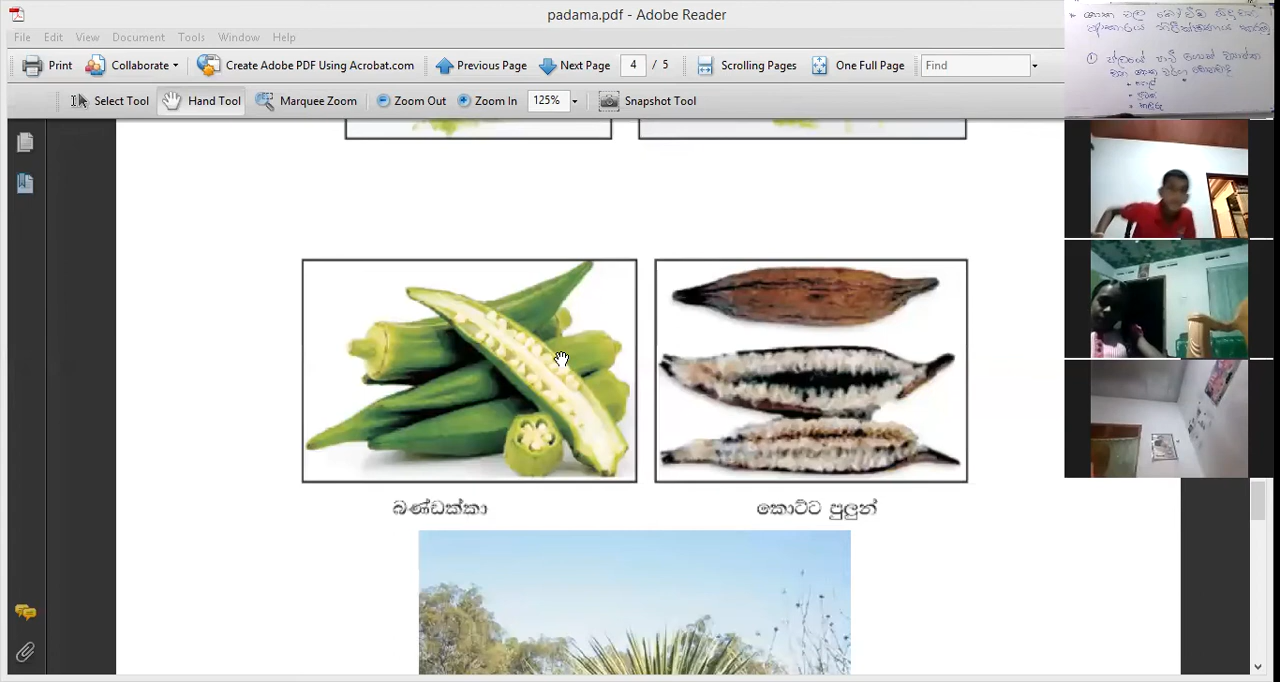 padama.pdf - Adobe Reader
File Edit View Document Tools Window Help
Print Collaborate Create Adobe PDF Using Acrobat.com Previous Page Next Page 4 / 5 Scrolling Pages One Full Page Find
Select Tool Hand Tool Marquee Zoom Zoom Out Zoom In 125% Snapshot Tool
බණ්ඩක්කා
කොට්ට පුලුන්